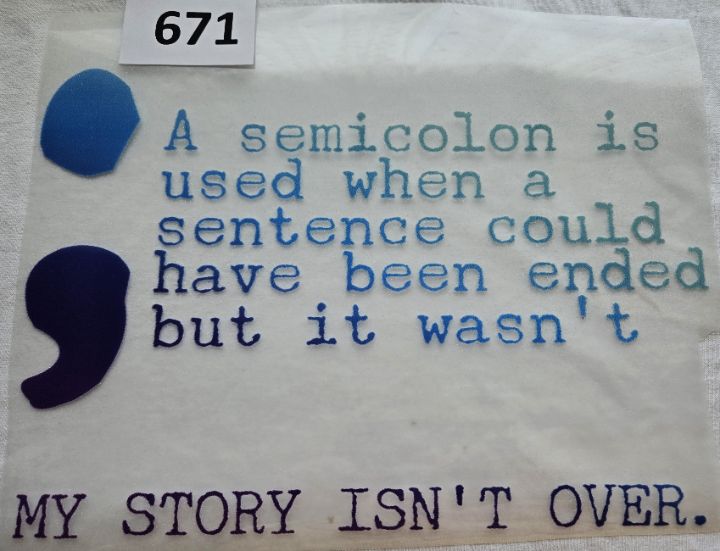 671
;
A semicolon is
used when a
sentence could
have been ended
but it wasn't
MY STORY ISN'T OVER.